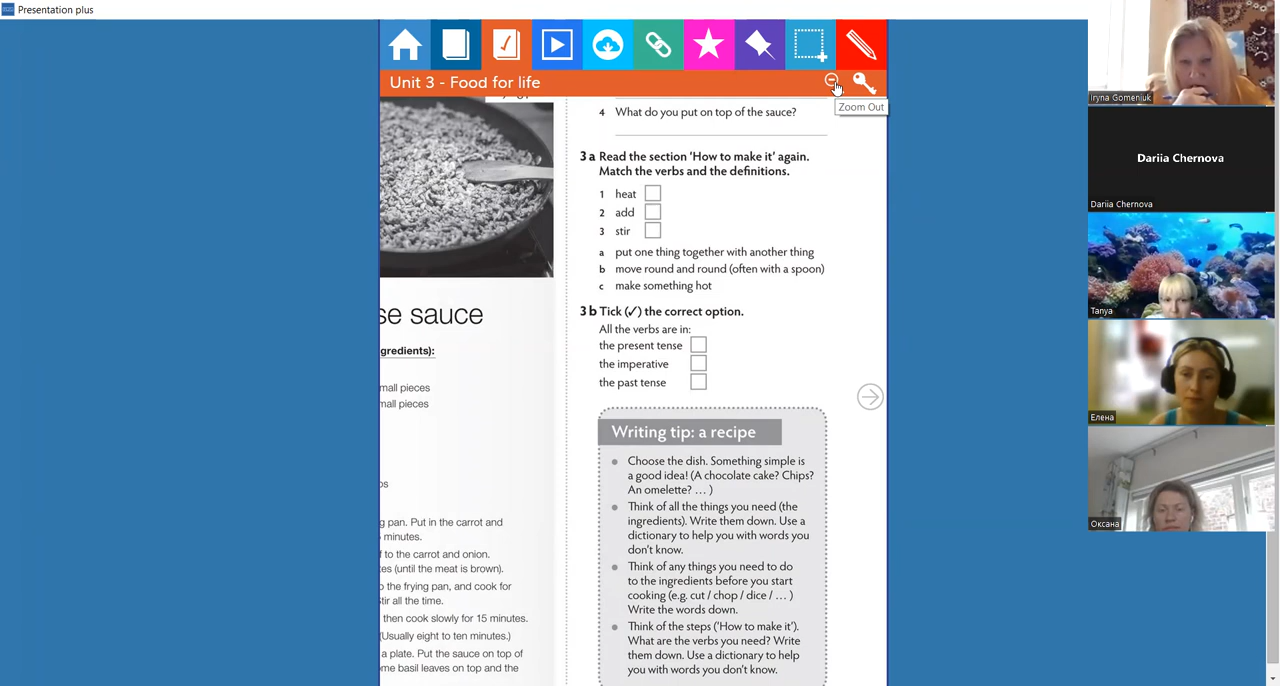 Presentation plus
Unit 3 - Food for life
Zoom Out
se sauce
gredients):
mall pieces
mall pieces
g pan. Put in the carrot and
minutes.
f to the carrot and onion.
tes (until the meat is brown).
o the frying pan, and cook for
Stir all the time.
then cook slowly for 15 minutes.
(Usually eight to ten minutes.)
a plate. Put the sauce on top of
me basil leaves on top and the
4 What do you put on top of the sauce?
3 a Read the section 'How to make it' again.
Match the verbs and the definitions.
1 heat
2 add
3 stir
a put one thing together with another thing
b move round and round (often with a spoon)
c make something hot
3 b Tick (✓) the correct option.
All the verbs are in:
the present tense
the imperative
the past tense
Writing tip: a recipe
Choose the dish. Something simple is
a good idea! (A chocolate cake? Chips?
An omelette? … )
Think of all the things you need (the
ingredients). Write them down. Use a
dictionary to help you with words you
don't know.
Think of any things you need to do
to the ingredients before you start
cooking (e.g. cut / chop / dice / … )
Write the words down.
Think of the steps ('How to make it').
What are the verbs you need? Write
them down. Use a dictionary to help
you with words you don't know.
Iryna Gomeniuk
Dariia Chernova
Dariia Chernova
Tanya
Елена
Оксана